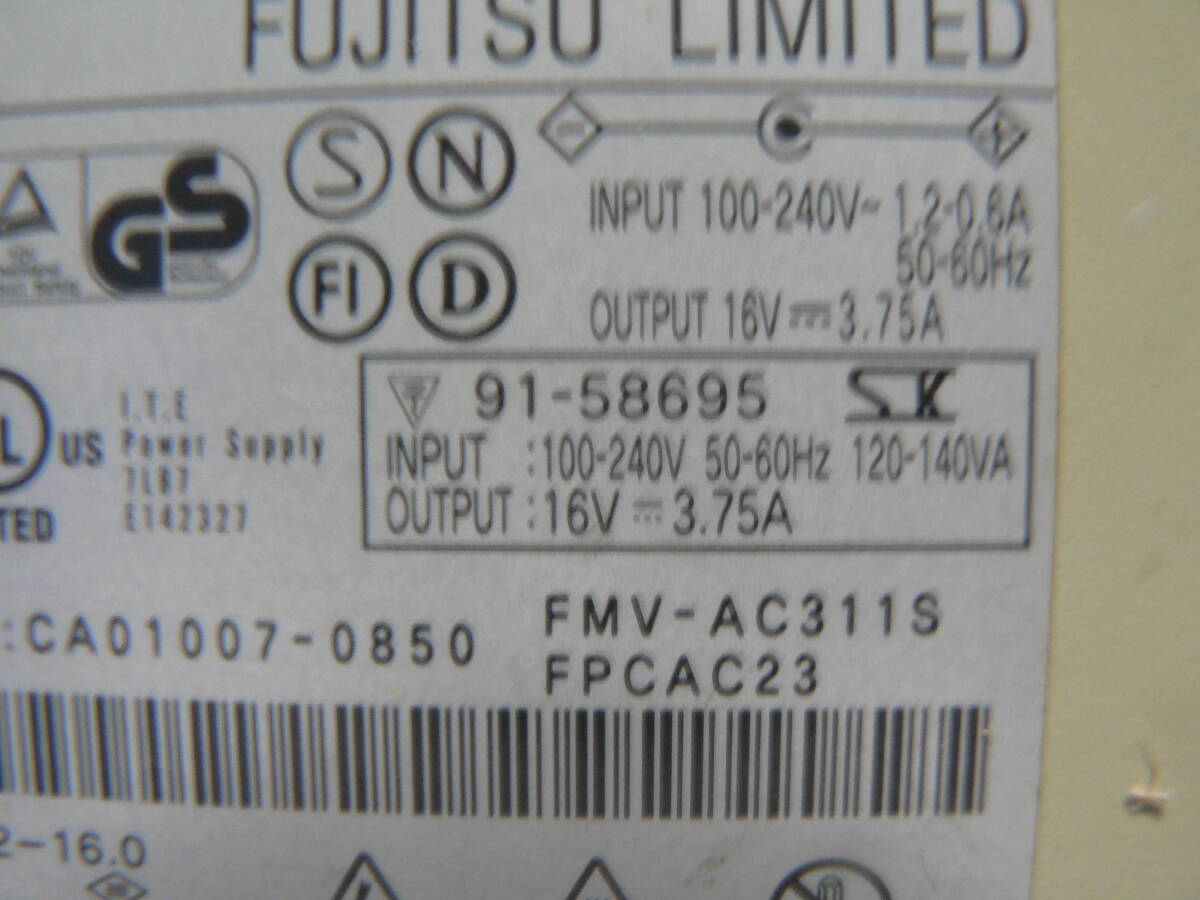 FUJITSU LIMITED
GS
S
N
FI
D
INPUT 100-240V~ 1.2-0.6A
50-60Hz
OUTPUT 16V⎓3.75A
US
I.T.E
Power Supply
7L67
E142327
91-58695 SK
INPUT :100-240V 50-60Hz 120-140VA
OUTPUT :16V⎓3.75A
:CA01007-0850
FMV-AC311S
FPCAC23
2-16.0